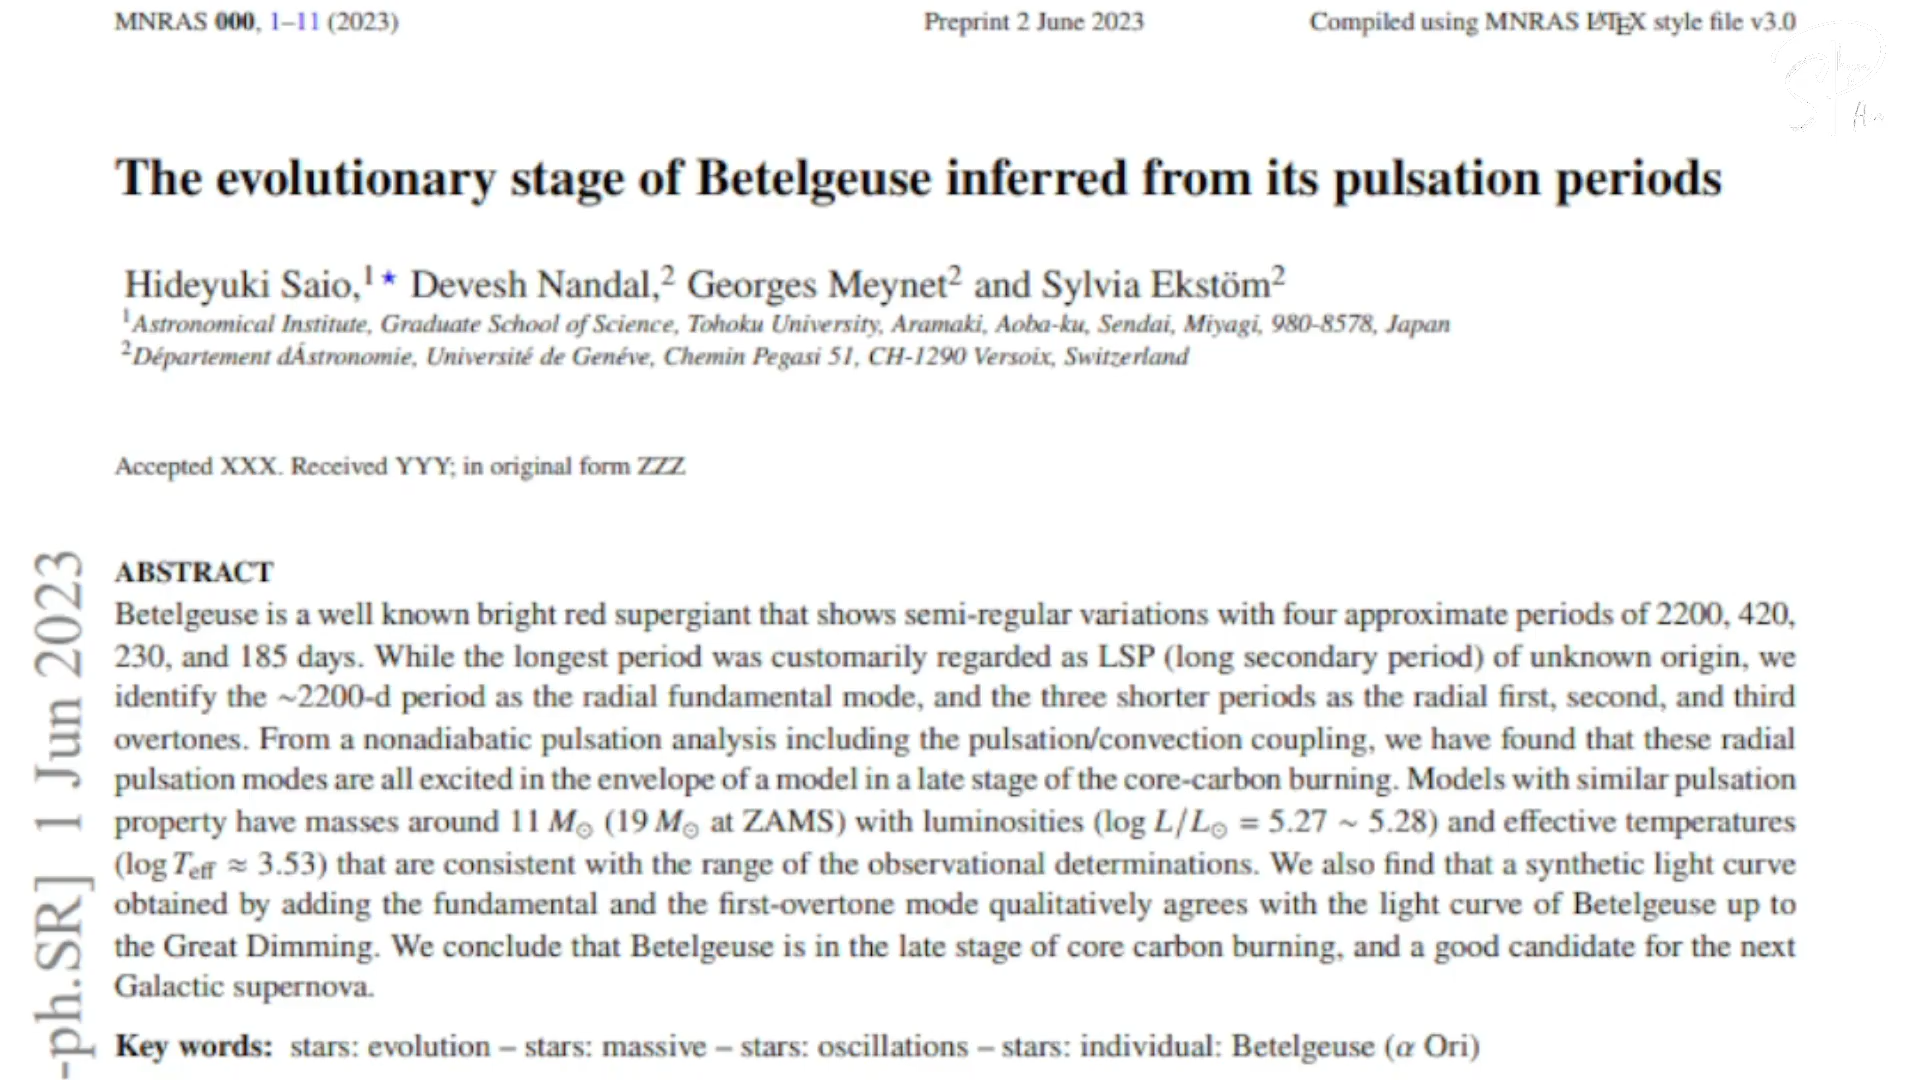 MNRAS 000, 1–11 (2023) Preprint 2 June 2023 Compiled using MNRAS LATEX style file v3.0
The evolutionary stage of Betelgeuse inferred from its pulsation periods
Hideyuki Saio,1★ Devesh Nandal,2 Georges Meynet2 and Sylvia Ekstöm2
1Astronomical Institute, Graduate School of Science, Tohoku University, Aramaki, Aoba-ku, Sendai, Miyagi, 980-8578, Japan
2Département dÁstronomie, Université de Genéve, Chemin Pegasi 51, CH-1290 Versoix, Switzerland
Accepted XXX. Received YYY; in original form ZZZ
ABSTRACT
Betelgeuse is a well known bright red supergiant that shows semi-regular variations with four approximate periods of 2200, 420,
230, and 185 days. While the longest period was customarily regarded as LSP (long secondary period) of unknown origin, we
identify the ~2200-d period as the radial fundamental mode, and the three shorter periods as the radial first, second, and third
overtones. From a nonadiabatic pulsation analysis including the pulsation/convection coupling, we have found that these radial
pulsation modes are all excited in the envelope of a model in a late stage of the core-carbon burning. Models with similar pulsation
property have masses around 11 M⊙ (19 M⊙ at ZAMS) with luminosities (log L/L⊙ = 5.27 ~ 5.28) and effective temperatures
(log Teff ≈ 3.53) that are consistent with the range of the observational determinations. We also find that a synthetic light curve
obtained by adding the fundamental and the first-overtone mode qualitatively agrees with the light curve of Betelgeuse up to
the Great Dimming. We conclude that Betelgeuse is in the late stage of core carbon burning, and a good candidate for the next
Galactic supernova.
Key words: stars: evolution – stars: massive – stars: oscillations – stars: individual: Betelgeuse (α Ori)
-ph.SR] 1 Jun 2023